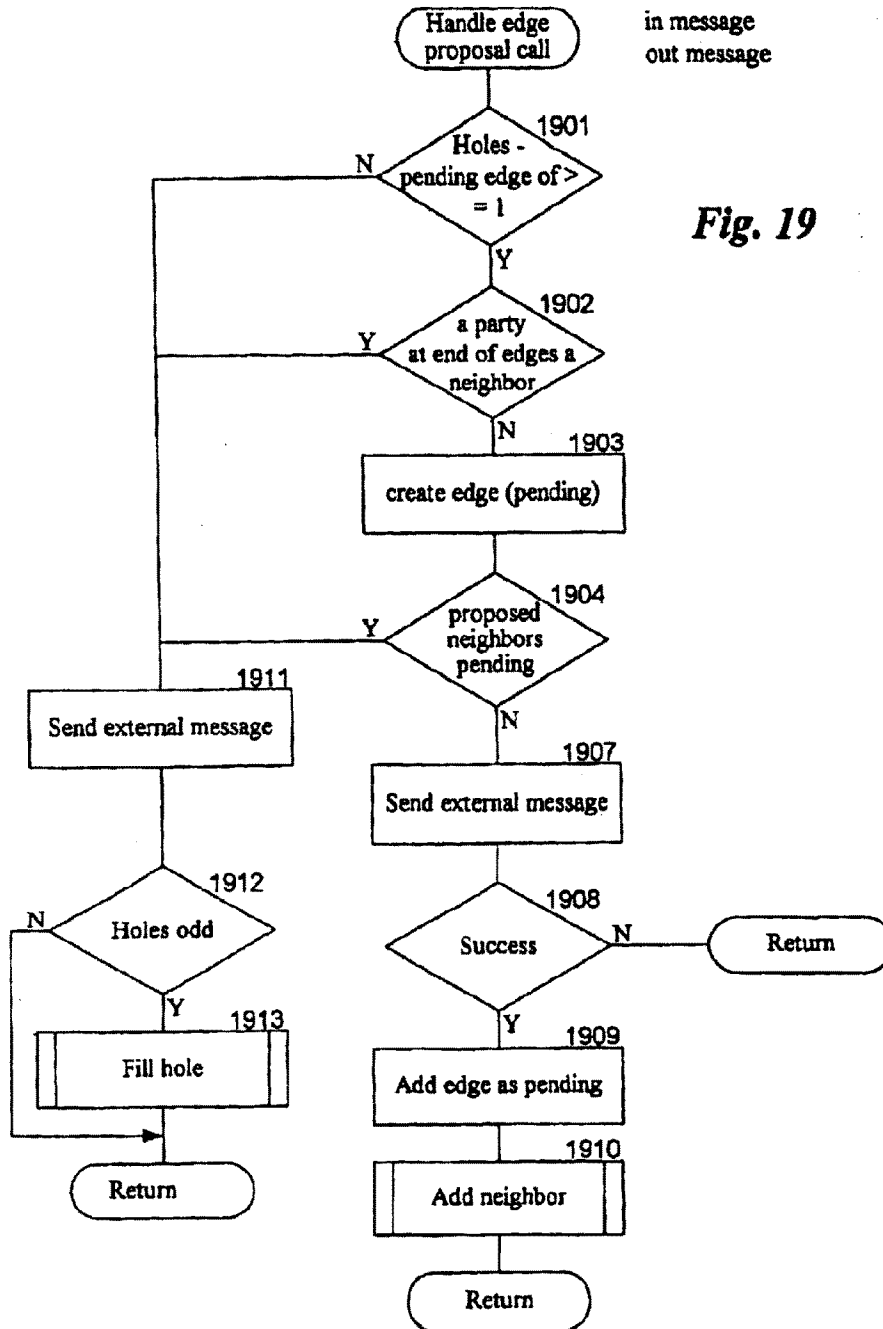 Handle edge
proposal call
in message
out message
1901
Holes -
pending edge of >
= 1
N
Y
Fig. 19
1902
a party
at end of edges a
neighbor
Y
N
1903
create edge (pending)
1904
proposed
neighbors
pending
Y
N
1911
Send external message
1907
Send external message
1912
Holes odd
N
Y
1908
Success
N
Return
Y
1913
Fill hole
1909
Add edge as pending
1910
Add neighbor
Return
Return